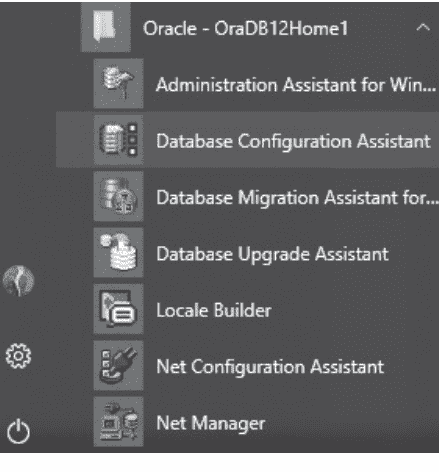 Oracle - OraDB12Home1
Administration Assistant for Win...
Database Configuration Assistant
Database Migration Assistant for...
Database Upgrade Assistant
Locale Builder
Net Configuration Assistant
Net Manager